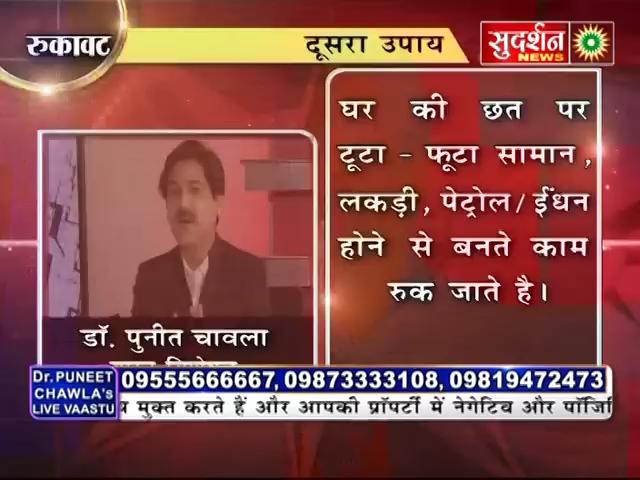 रुकावट
दूसरा उपाय
सुदर्शन
NEWS
घर की छत पर
टूटा - फूटा सामान,
लकड़ी, पेट्रोल/ईंधन
होने से बनते काम
रुक जाते है।
डॉ. पुनीत चावला
Dr. PUNEET
CHAWLA's
LIVE VAASTU
09555666667, 09873333108, 09819472473
मुक्त करते हैं और आपकी प्रॉपर्टी में नेगेटिव और